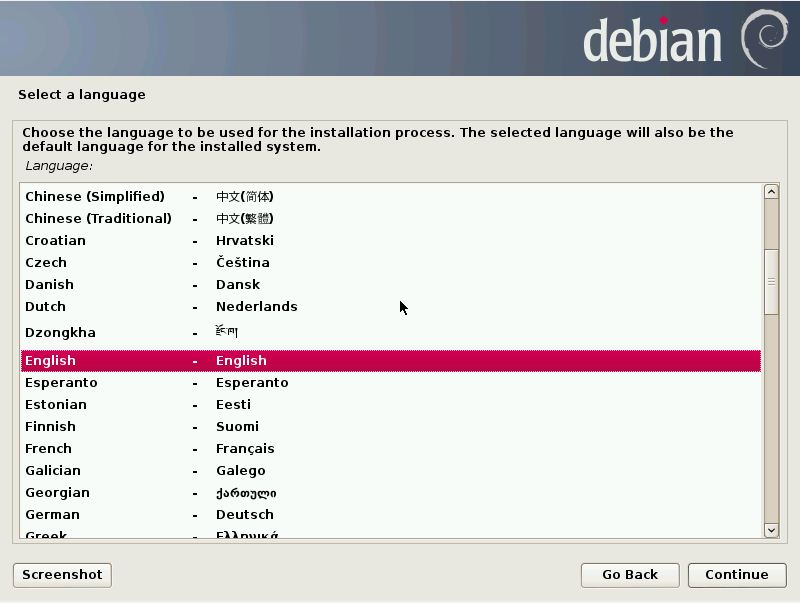 debian
Select a language
Choose the language to be used for the installation process. The selected language will also be the
default language for the installed system.
Language:
Chinese (Simplified) - 中文(简体)
Chinese (Traditional) - 中文(繁體)
Croatian - Hrvatski
Czech - Čeština
Danish - Dansk
Dutch - Nederlands
Dzongkha - རྫོང་ཁ།
English - English
Esperanto - Esperanto
Estonian - Eesti
Finnish - Suomi
French - Français
Galician - Galego
Georgian - ქართული
German - Deutsch
Greek - Ελληνικά
Screenshot Go Back Continue